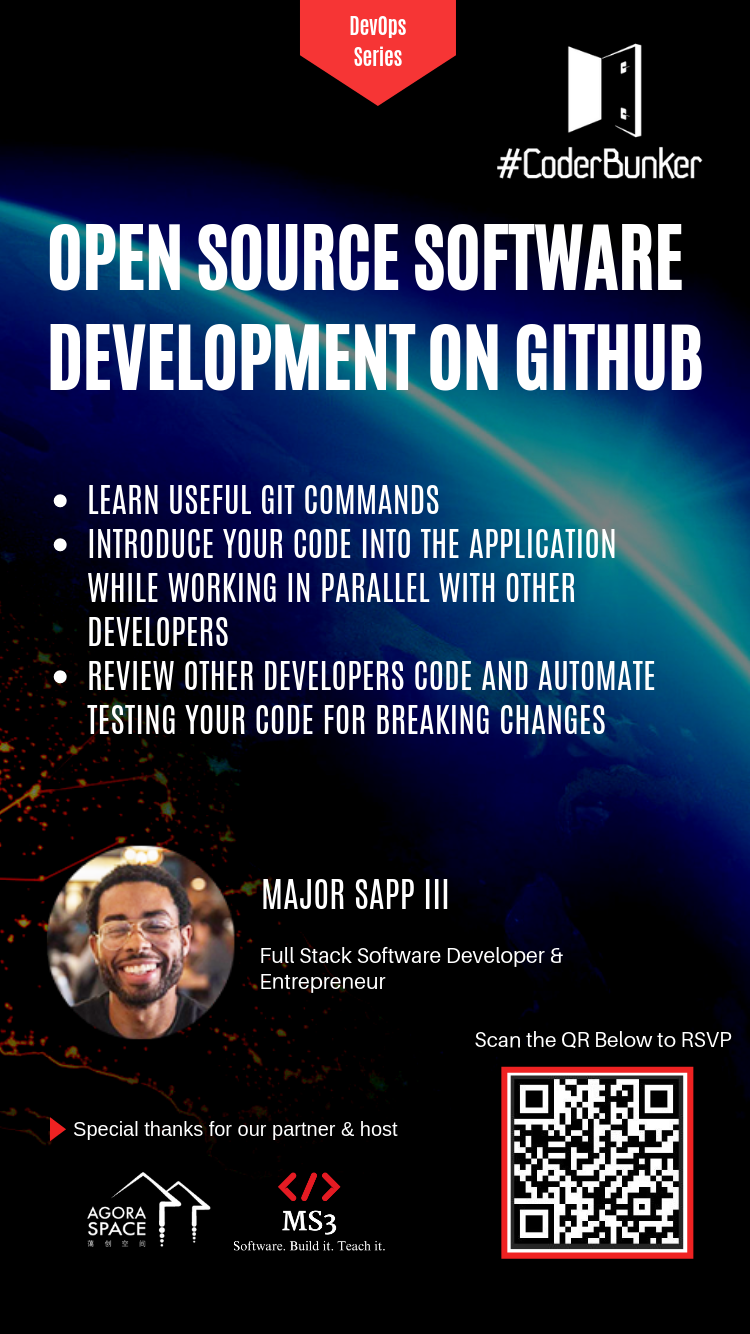 DevOps
Series
#CoderBunker
OPEN SOURCE SOFTWARE
DEVELOPMENT ON GITHUB
LEARN USEFUL GIT COMMANDS
INTRODUCE YOUR CODE INTO THE APPLICATION
WHILE WORKING IN PARALLEL WITH OTHER
DEVELOPERS
REVIEW OTHER DEVELOPERS CODE AND AUTOMATE
TESTING YOUR CODE FOR BREAKING CHANGES
MAJOR SAPP III
Full Stack Software Developer &
Entrepreneur
Scan the QR Below to RSVP
Special thanks for our partner & host
AGORA
SPACE
创 空 间
</>
MS3
Software. Build it. Teach it.